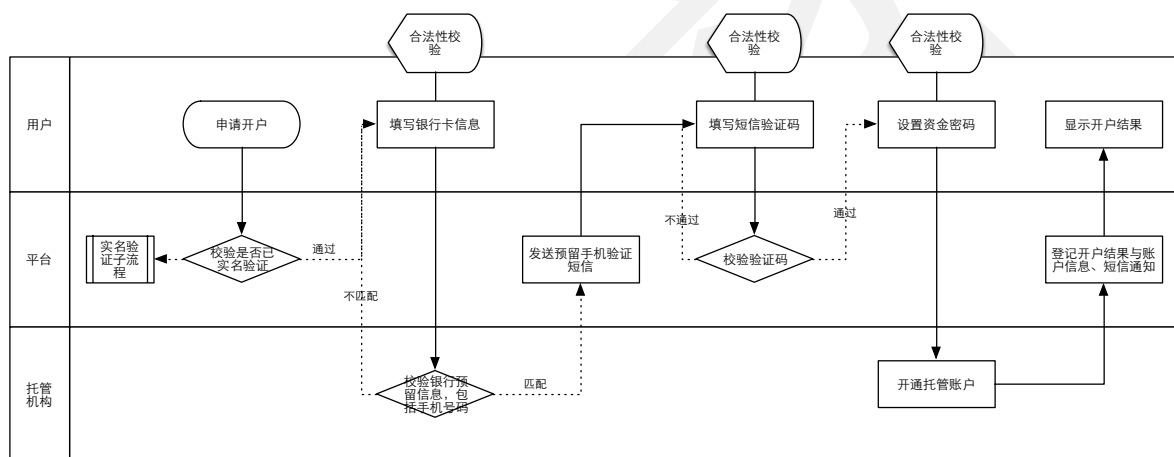 合法性校
验
合法性校
验
合法性校
验
用户
申请开户
填写银行卡信息
填写短信验证码
设置资金密码
显示开户结果
平台
实名验
证子流
程
校验是否已
实名验证
通过
不匹配
发送预留手机验证
短信
不通过
校验验证码
通过
登记开户结果与账
户信息、短信通知
托管
机构
校验银行预
留信息，包
括手机号码
匹配
开通托管账户